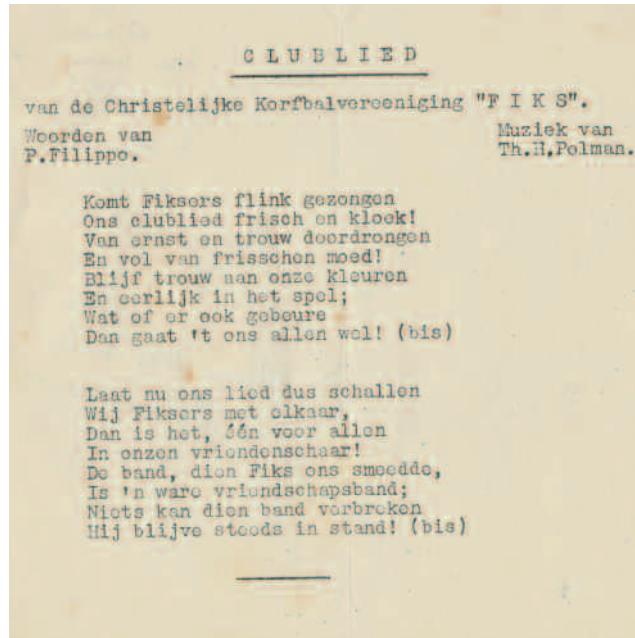 C L U B L I E D
van de Christelijke Korfbalvereeniging "F I K S".
Woorden van
P.Filippo.
Muziek van
Th.H.Polman.
Komt Fiksers flink gezongen
Ons clublied frisch en kloek!
Van ernst en trouw doordrongen
En vol van frisschen moed!
Blijf trouw aan onze kleuren
En eerlijk in het spel;
Wat of er ook gebeure
Dan gaat 't ons allen wel! (bis)
Laat nu ons lied dus schallen
Wij Fiksers met elkaar,
Dan is het, één voor allen
In onzen vriendenschaar!
De band, dien Fiks ons smeedde,
Is 'n ware vriendschapsband;
Niets kan dien band verbreken
Hij blijve steeds in stand! (bis)